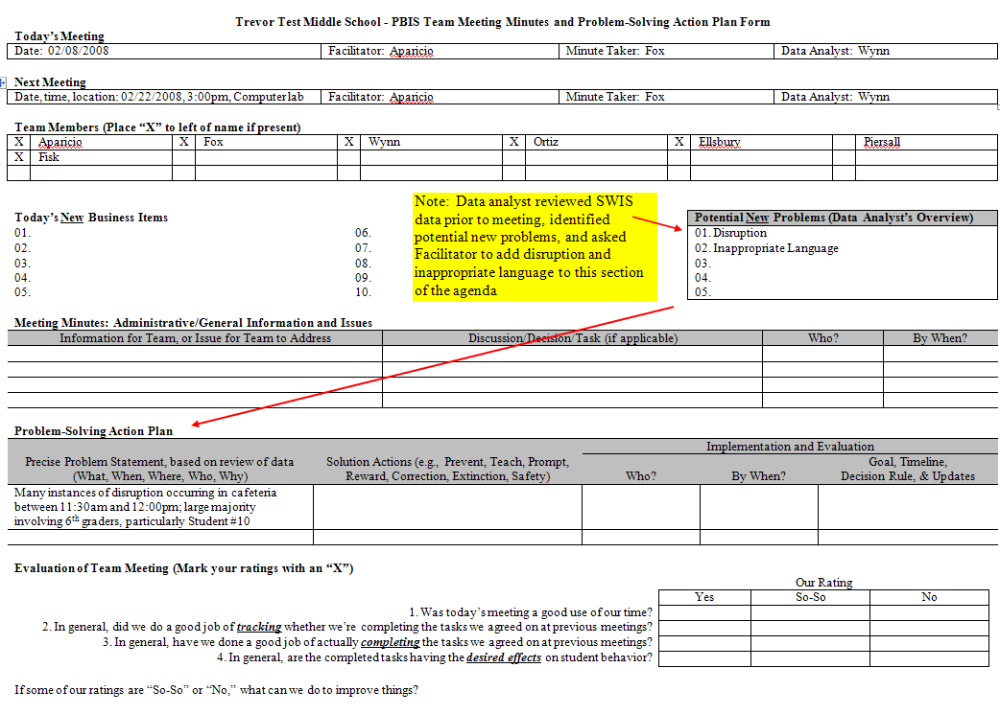 Trevor Test Middle School - PBIS Team Meeting Minutes and Problem-Solving Action Plan Form
Today's Meeting
Date: 02/08/2008 Facilitator: Aparicio Minute Taker: Fox Data Analyst: Wynn
Next Meeting
Date, time, location: 02/22/2008, 3:00pm, Computer lab Facilitator: Aparicio Minute Taker: Fox Data Analyst: Wynn
Team Members (Place “X” to left of name if present)
X Aparicio X Fox X Wynn X Ortiz X Ellsbury Piersall
X Fisk
Today's New Business Items
01. 06.
02. 07.
03. 08.
04. 09.
05. 10.
Note: Data analyst reviewed SWIS
data prior to meeting, identified
potential new problems, and asked
Facilitator to add disruption and
inappropriate language to this section
of the agenda
Potential New Problems (Data Analyst's Overview)
01. Disruption
02. Inappropriate Language
03.
04.
05.
Meeting Minutes: Administrative/General Information and Issues
Information for Team, or Issue for Team to Address Discussion/Decision/Task (if applicable) Who? By When?
Problem-Solving Action Plan
Implementation and Evaluation
Precise Problem Statement, based on review of data
(What, When, Where, Who, Why)
Solution Actions (e.g., Prevent, Teach, Prompt,
Reward, Correction, Extinction, Safety)
Who? By When?
Goal, Timeline,
Decision Rule, & Updates
Many instances of disruption occurring in cafeteria
between 11:30am and 12:00pm; large majority
involving 6th graders, particularly Student #10
Evaluation of Team Meeting (Mark your ratings with an “X”)
Our Rating
Yes So-So No
1. Was today's meeting a good use of our time?
2. In general, did we do a good job of tracking whether we're completing the tasks we agreed on at previous meetings?
3. In general, have we done a good job of actually completing the tasks we agreed on at previous meetings?
4. In general, are the completed tasks having the desired effects on student behavior?
If some of our ratings are “So-So” or “No,” what can we do to improve things?